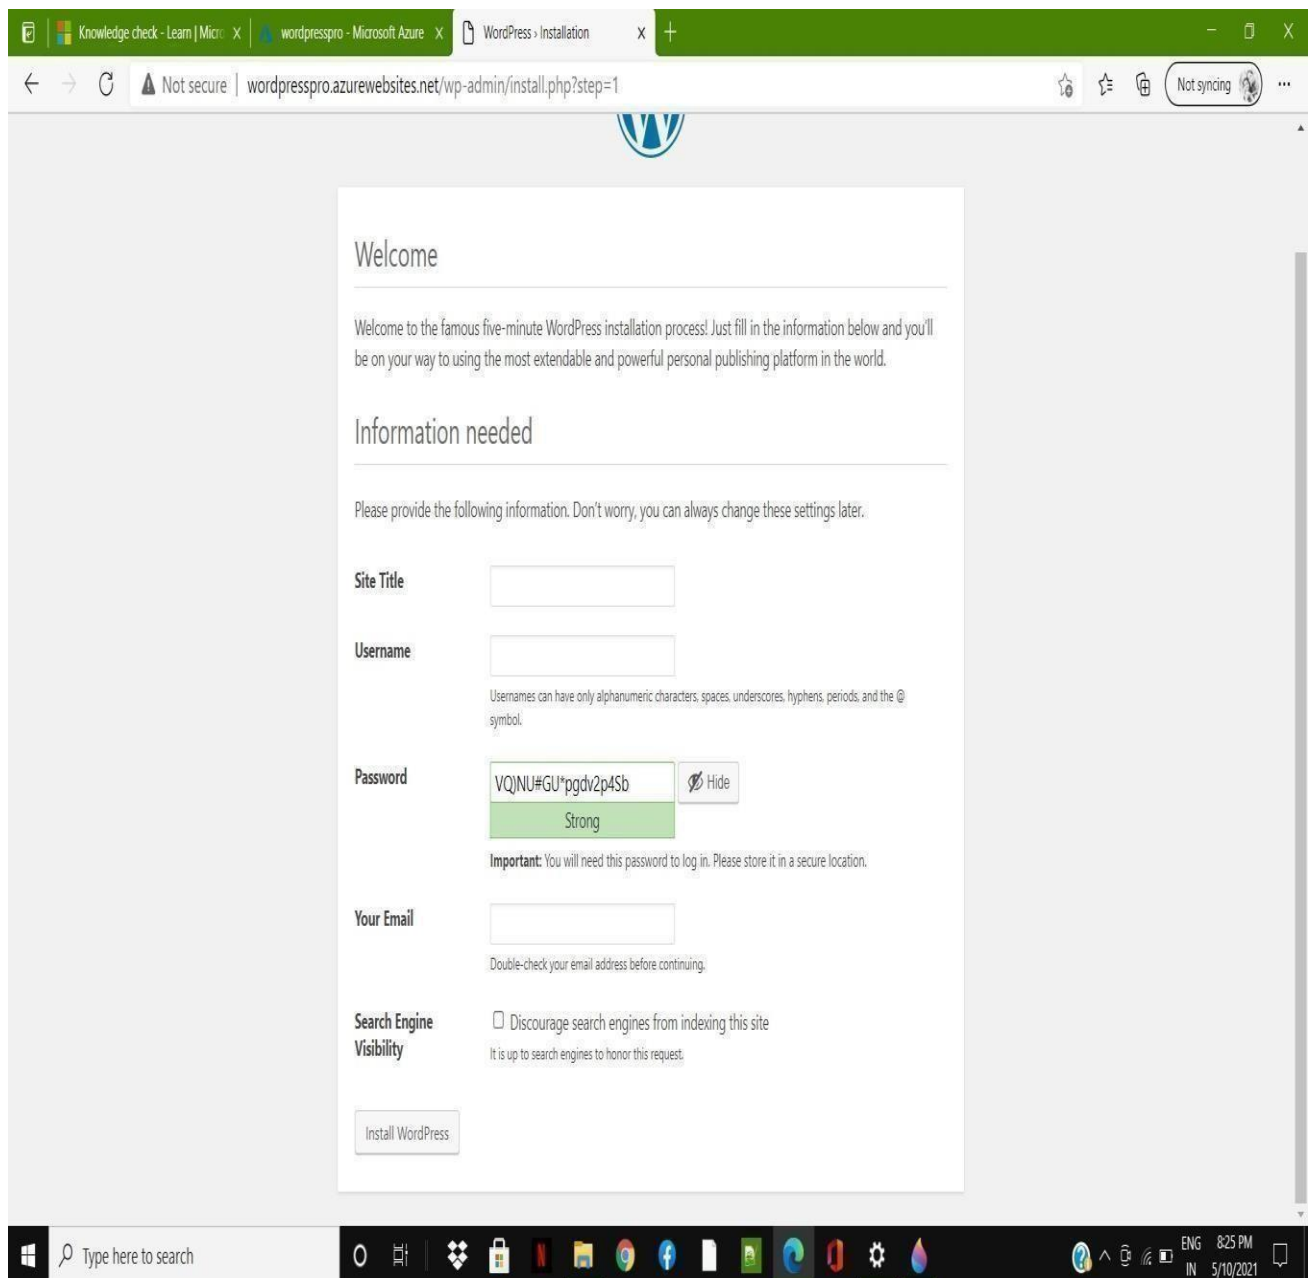 Knowledge check - Learn | Micro
wordpresspro - Microsoft Azure
WordPress › Installation
Not secure | wordpresspro.azurewebsites.net/wp-admin/install.php?step=1
Not syncing
Welcome
Welcome to the famous five-minute WordPress installation process! Just fill in the information below and you'll
be on your way to using the most extendable and powerful personal publishing platform in the world.
Information needed
Please provide the following information. Don't worry, you can always change these settings later.
Site Title
Username
Usernames can have only alphanumeric characters, spaces, underscores, hyphens, periods, and the @
symbol.
Password
VQ)NU#GU*pgdv2p4Sb
Hide
Strong
Important: You will need this password to log in. Please store it in a secure location.
Your Email
Double-check your email address before continuing.
Search Engine
Visibility
Discourage search engines from indexing this site
It is up to search engines to honor this request.
Install WordPress
Type here to search
ENG
IN
8:25 PM
5/10/2021